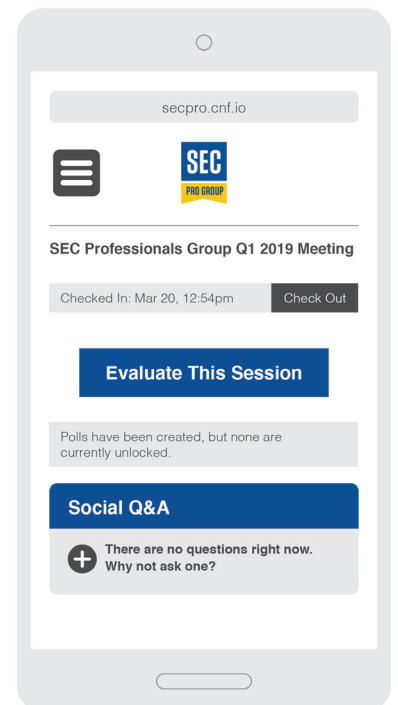 secpro.cnf.io
SEC
PRO GROUP
SEC Professionals Group Q1 2019 Meeting
Checked In: Mar 20, 12:54pm
Check Out
Evaluate This Session
Polls have been created, but none are
currently unlocked.
Social Q&A
There are no questions right now.
Why not ask one?